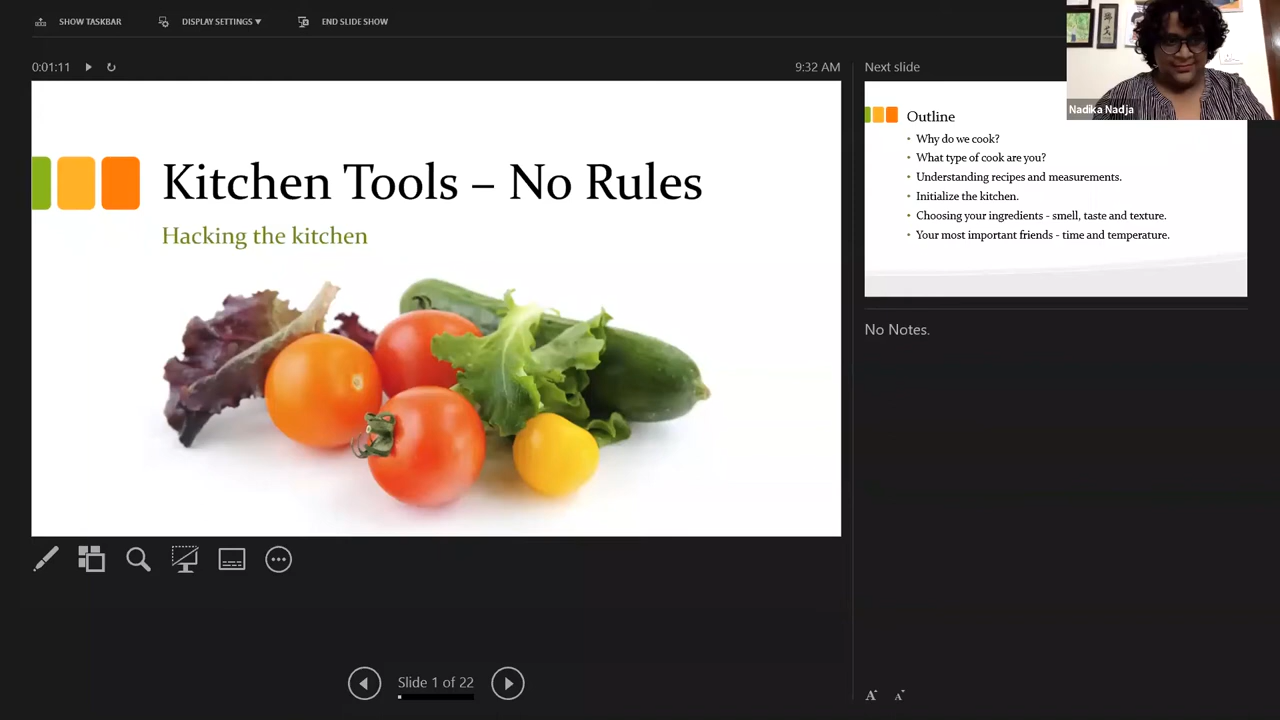 SHOW TASKBAR
DISPLAY SETTINGS ▼
END SLIDE SHOW
0:01:11
9:32 AM
Kitchen Tools – No Rules
Hacking the kitchen
Slide 1 of 22
Next slide
Nadika Nadja
Outline
• Why do we cook?
• What type of cook are you?
• Understanding recipes and measurements.
• Initialize the kitchen.
• Choosing your ingredients - smell, taste and texture.
• Your most important friends - time and temperature.
No Notes.
A A